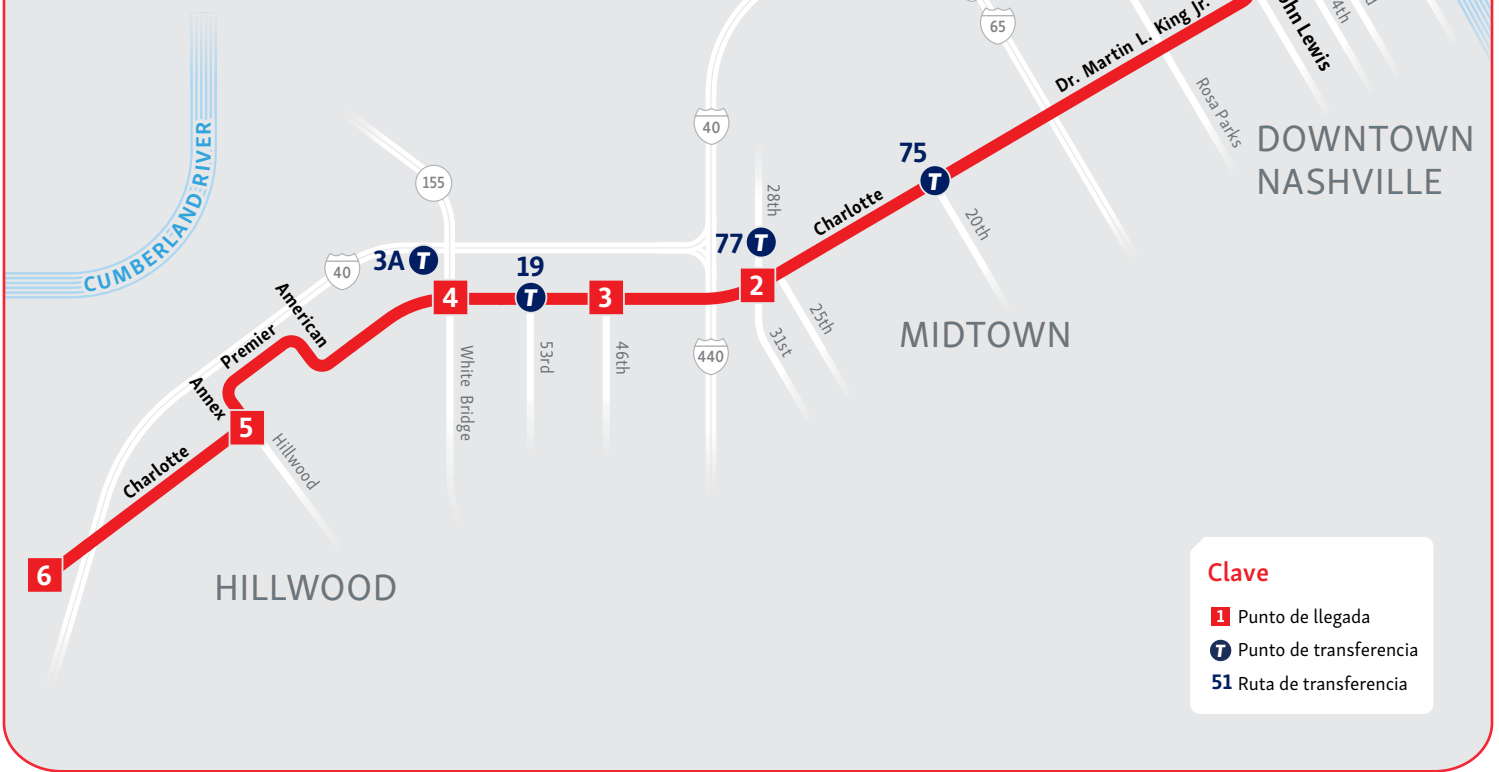 65
Dr. Martin L. King Jr.
4th
John Lewis
Rosa Parks
DOWNTOWN
NASHVILLE
CUMBERLAND RIVER
155
40
75
28th
Charlotte
20th
77
3A
19
40
American
4
3
2
Premier
25th
31st
MIDTOWN
White Bridge
53rd
46th
440
Annex
5
Charlotte
Hillwood
6
HILLWOOD
Clave
1 Punto de llegada
T Punto de transferencia
51 Ruta de transferencia
T
T
T
T